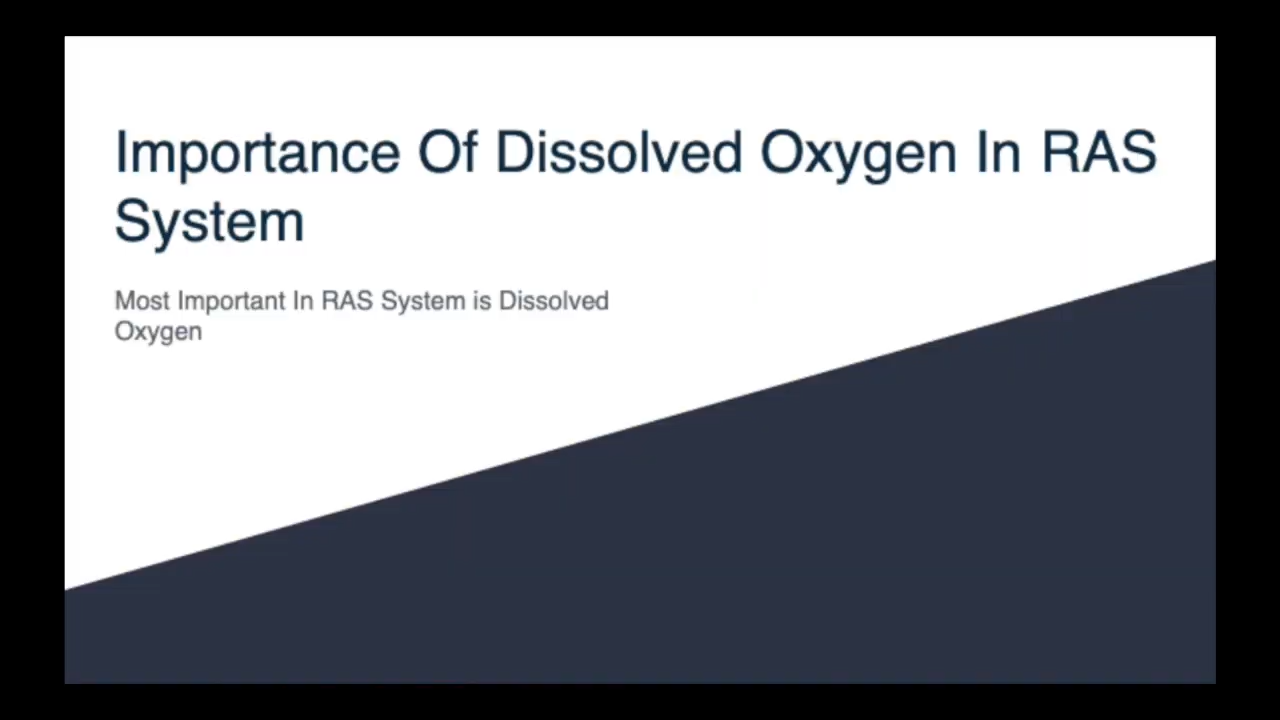 Importance Of Dissolved Oxygen In RAS
System
Most Important In RAS System is Dissolved
Oxygen